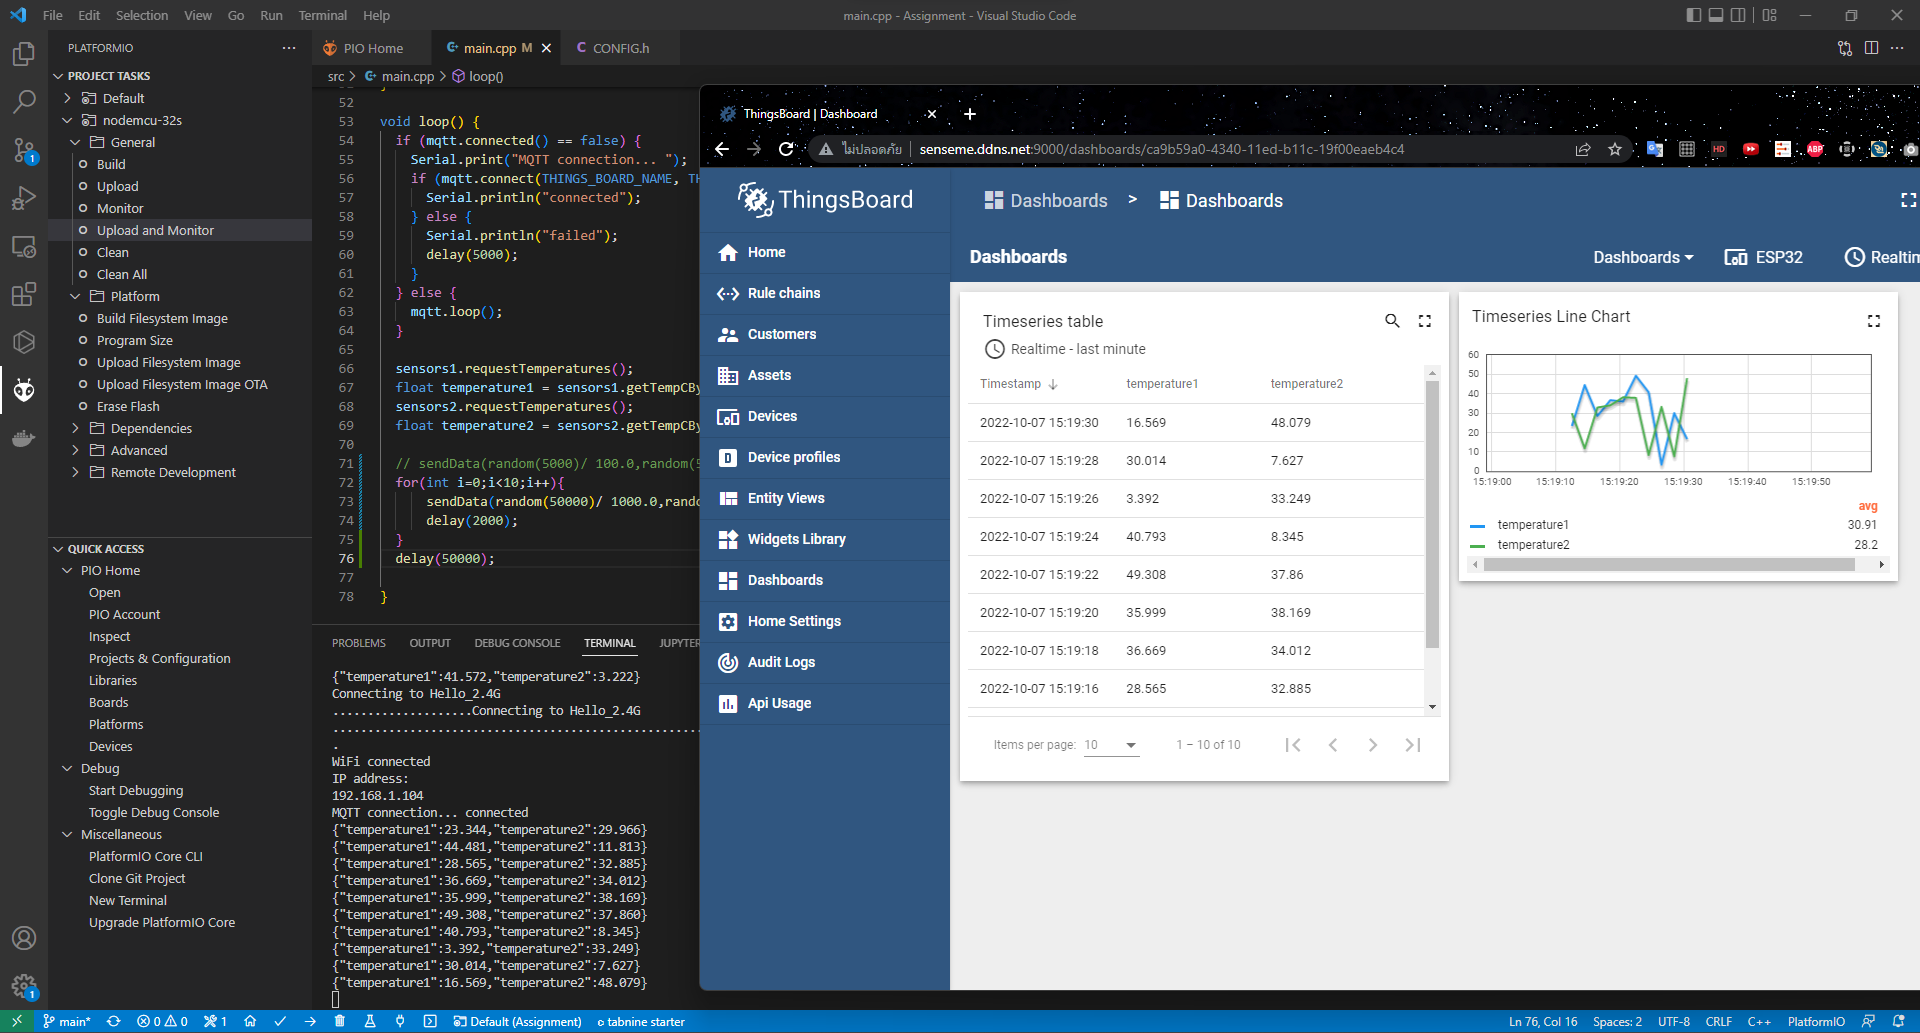 File Edit Selection View Go Run Terminal Help
main.cpp - Assignment - Visual Studio Code
PLATFORMIO
PROJECT TASKS
Default
nodemcu-32s
General
Build
Upload
Monitor
Upload and Monitor
Clean
Clean All
Platform
Build Filesystem Image
Program Size
Upload Filesystem Image
Upload Filesystem Image OTA
Erase Flash
Dependencies
Advanced
Remote Development
QUICK ACCESS
PIO Home
Open
PIO Account
Inspect
Projects & Configuration
Libraries
Boards
Platforms
Devices
Debug
Start Debugging
Toggle Debug Console
Miscellaneous
PlatformIO Core CLI
Clone Git Project
New Terminal
Upgrade PlatformIO Core
PIO Home main.cpp M CONFIG.h
src > main.cpp > loop()
52
53 void loop() {
54 if (mqtt.connected() == false) {
55 Serial.print("MQTT connection... ");
56 if (mqtt.connect(THINGS_BOARD_NAME, TH
57 Serial.println("connected");
58 } else {
59 Serial.println("failed");
60 delay(5000);
61 }
62 } else {
63 mqtt.loop();
64 }
65
66 sensors1.requestTemperatures();
67 float temperature1 = sensors1.getTempCBy
68 sensors2.requestTemperatures();
69 float temperature2 = sensors2.getTempCBy
70
71 // sendData(random(5000)/ 100.0,random(5
72 for(int i=0;i<10;i++){
73 sendData(random(50000)/ 1000.0,rando
74 delay(2000);
75 }
76 delay(50000);
77
78 }
PROBLEMS OUTPUT DEBUG CONSOLE TERMINAL JUPYTER
{"temperature1":41.572,"temperature2":3.222}
Connecting to Hello_2.4G
...................Connecting to Hello_2.4G
..................................................
.
WiFi connected
IP address:
192.168.1.104
MQTT connection... connected
{"temperature1":23.344,"temperature2":29.966}
{"temperature1":44.481,"temperature2":11.813}
{"temperature1":28.565,"temperature2":32.885}
{"temperature1":36.669,"temperature2":34.012}
{"temperature1":35.999,"temperature2":38.169}
{"temperature1":49.308,"temperature2":37.860}
{"temperature1":40.793,"temperature2":8.345}
{"temperature1":3.392,"temperature2":33.249}
{"temperature1":30.014,"temperature2":7.627}
{"temperature1":16.569,"temperature2":48.079}
ThingsBoard | Dashboard
ไม่ปลอดภัย | senseme.ddns.net:9000/dashboards/ca9b59a0-4340-11ed-b11c-19f00eaeb4c4
HD
ABP
ThingsBoard
Home
Rule chains
Customers
Assets
Devices
Device profiles
Entity Views
Widgets Library
Dashboards
Home Settings
Audit Logs
Api Usage
Dashboards > Dashboards
Dashboards
Dashboards ESP32 Realtim
Timeseries table
Realtime - last minute
Timestamp temperature1 temperature2
2022-10-07 15:19:30 16.569 48.079
2022-10-07 15:19:28 30.014 7.627
2022-10-07 15:19:26 3.392 33.249
2022-10-07 15:19:24 40.793 8.345
2022-10-07 15:19:22 49.308 37.86
2022-10-07 15:19:20 35.999 38.169
2022-10-07 15:19:18 36.669 34.012
2022-10-07 15:19:16 28.565 32.885
Items per page: 10 1 – 10 of 10
Timeseries Line Chart
60
50
40
30
20
10
0
15:19:00 15:19:10 15:19:20 15:19:30 15:19:40 15:19:50
avg
temperature1 30.91
temperature2 28.2
1
1
main* 0 0 1 Default (Assignment) tabnine starter
Ln 76, Col 16 Spaces: 2 UTF-8 CRLF C++ PlatformIO